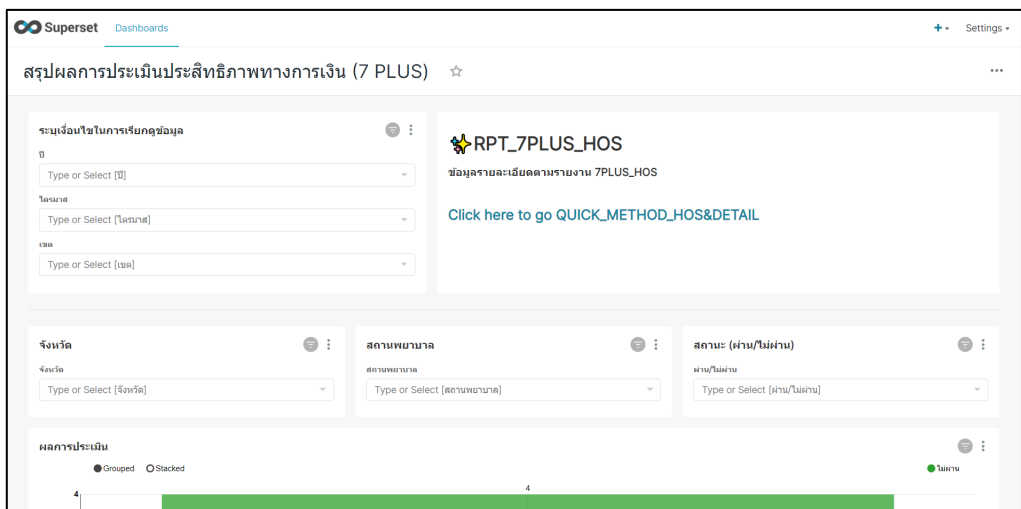 Superset Dashboards Settings
สรุปผลการประเมินประสิทธิภาพทางการเงิน (7 PLUS)
ระบุเงื่อนไขในการเรียกดูข้อมูล
ปี
Type or Select [ปี]
ไตรมาส
Type or Select [ไตรมาส]
เขต
Type or Select [เขต]
RPT_7PLUS_HOS
ข้อมูลรายละเอียดตามรายงาน 7PLUS_HOS
Click here to go QUICK_METHOD_HOS&DETAIL
จังหวัด
จังหวัด
Type or Select [จังหวัด]
สถานพยาบาล
สถานพยาบาล
Type or Select [สถานพยาบาล]
สถานะ (ผ่าน/ไม่ผ่าน)
ผ่าน/ไม่ผ่าน
Type or Select [ผ่าน/ไม่ผ่าน]
ผลการประเมิน
Grouped Stacked ไม่ผ่าน
4
4